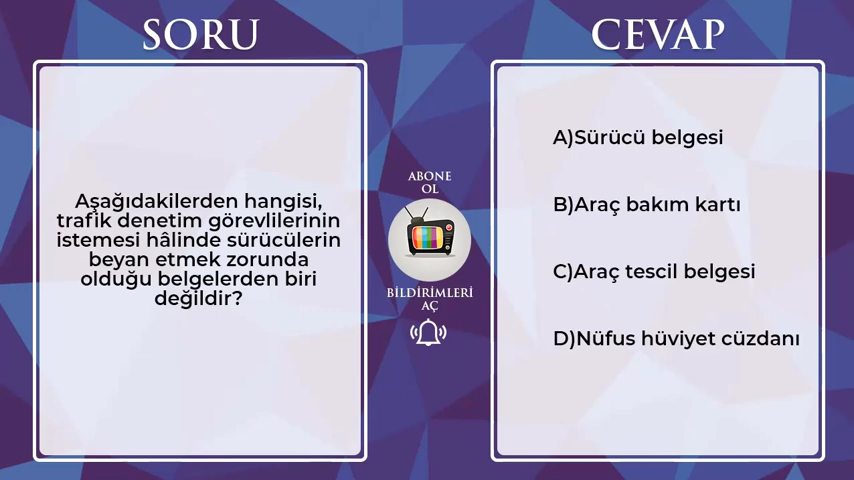 SORU
Aşağıdakilerden hangisi,
trafik denetim görevlilerinin
istemesi hâlinde sürücülerin
beyan etmek zorunda
olduğu belgelerden biri
değildir?
ABONE
OL
BİLDİRİMLERİ
AÇ
CEVAP
A)Sürücü belgesi
B)Araç bakım kartı
C)Araç tescil belgesi
D)Nüfus hüviyet cüzdanı